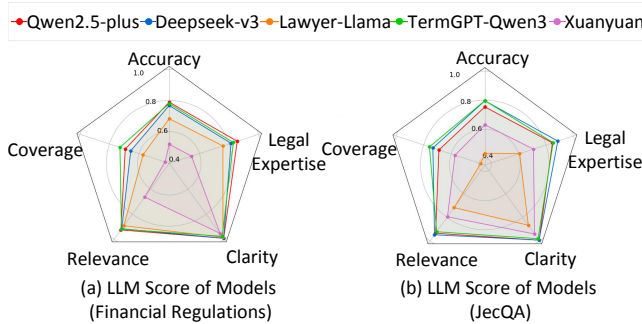 Qwen2.5-plus Deepseek-v3 Lawyer-Llama TermGPT-Qwen3 Xuanyuan
Accuracy
1.0
0.8
0.6
0.4
Coverage
Legal
Expertise
Relevance
Clarity
(a) LLM Score of Models
(Financial Regulations)
Accuracy
1.0
0.8
0.6
0.4
Coverage
Legal
Expertise
Relevance
Clarity
(b) LLM Score of Models
(JecQA)